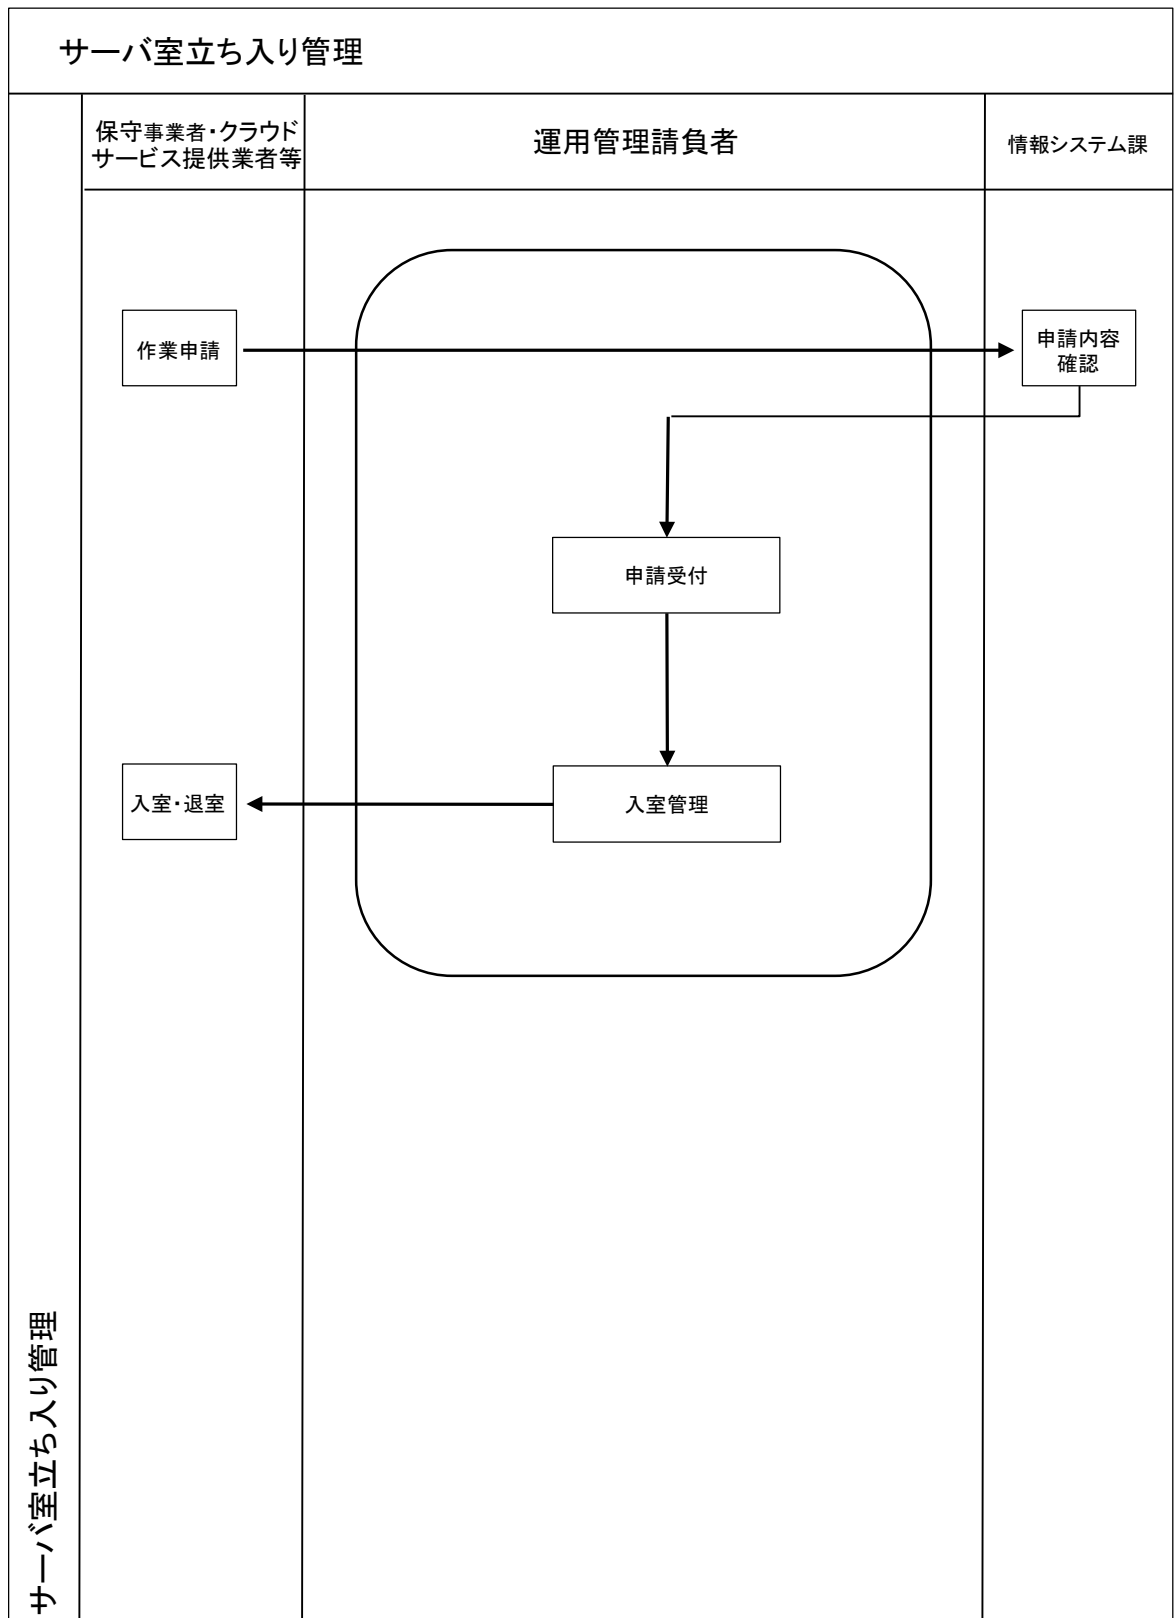 サーバ室立ち入り管理
保守事業者・クラウド
サービス提供業者等
運用管理請負者
情報システム課
作業申請
申請内容
確認
申請受付
入室・退室
入室管理
サーバ室立ち入り管理